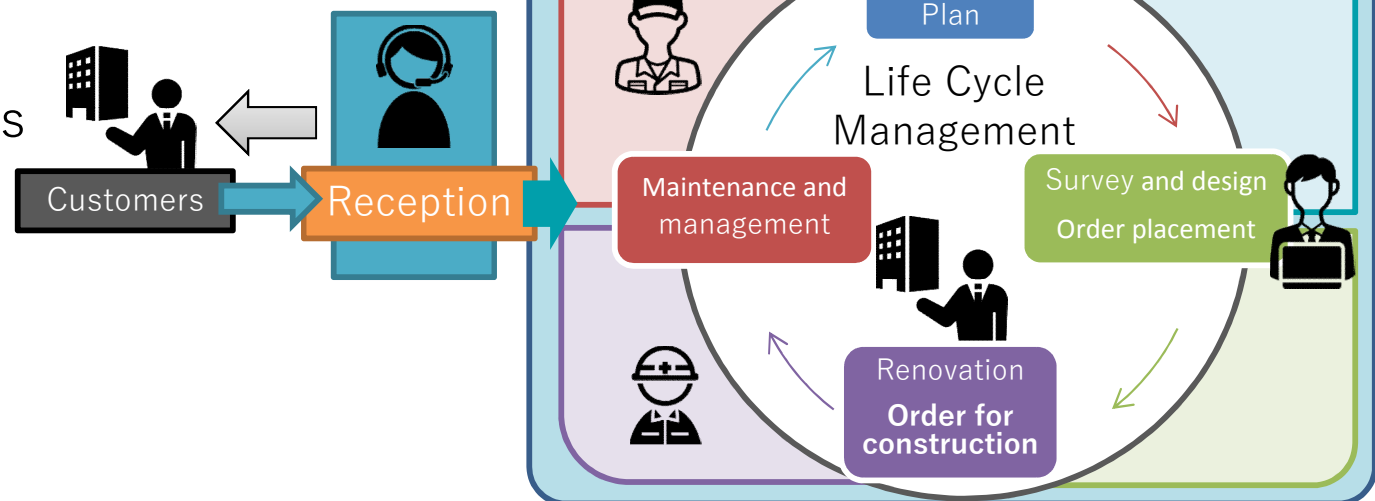 Plan
Life Cycle
Management
s
Customers
Reception
Maintenance and
management
Survey and design
Order placement
Renovation
Order for
construction